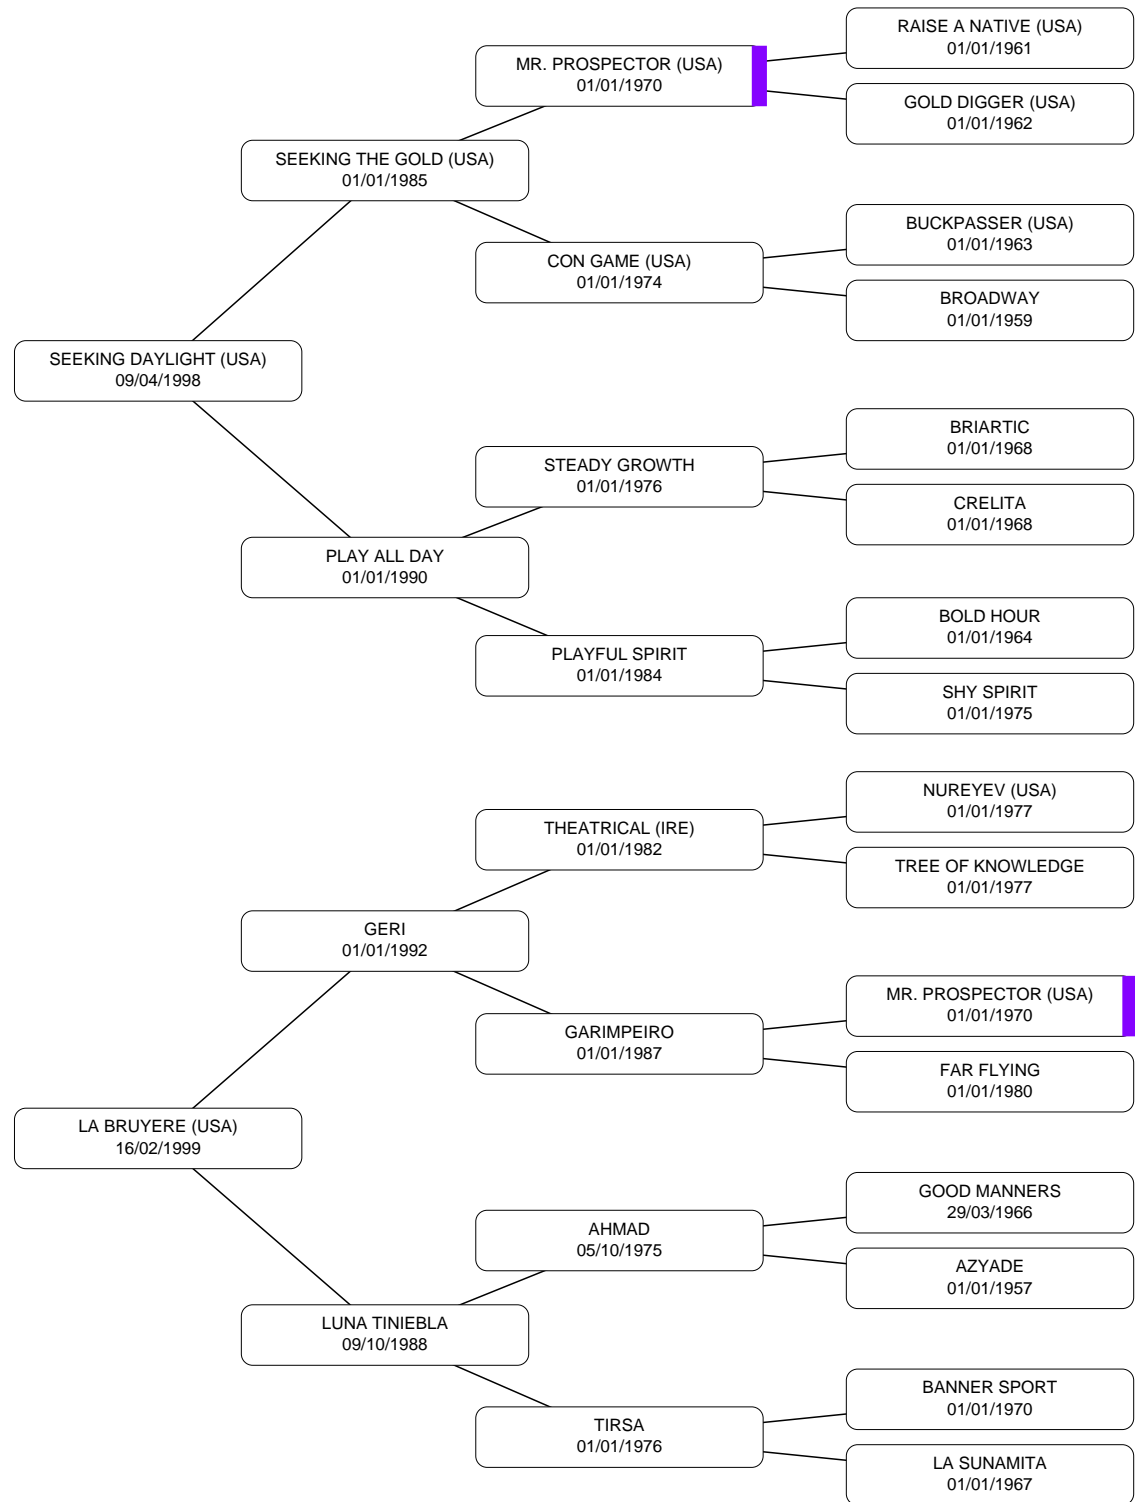 RAISE A NATIVE (USA)
01/01/1961
MR. PROSPECTOR (USA)
01/01/1970
GOLD DIGGER (USA)
01/01/1962
SEEKING THE GOLD (USA)
01/01/1985
BUCKPASSER (USA)
01/01/1963
CON GAME (USA)
01/01/1974
BROADWAY
01/01/1959
SEEKING DAYLIGHT (USA)
09/04/1998
BRIARTIC
01/01/1968
STEADY GROWTH
01/01/1976
CRELITA
01/01/1968
PLAY ALL DAY
01/01/1990
BOLD HOUR
01/01/1964
PLAYFUL SPIRIT
01/01/1984
SHY SPIRIT
01/01/1975
NUREYEV (USA)
01/01/1977
THEATRICAL (IRE)
01/01/1982
TREE OF KNOWLEDGE
01/01/1977
GERI
01/01/1992
MR. PROSPECTOR (USA)
01/01/1970
GARIMPEIRO
01/01/1987
FAR FLYING
01/01/1980
LA BRUYERE (USA)
16/02/1999
GOOD MANNERS
29/03/1966
AHMAD
05/10/1975
AZYADE
01/01/1957
LUNA TINIEBLA
09/10/1988
BANNER SPORT
01/01/1970
TIRSA
01/01/1976
LA SUNAMITA
01/01/1967